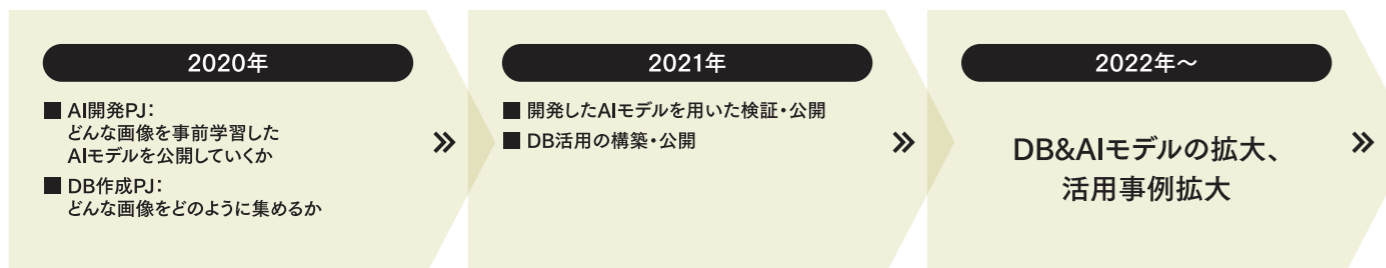 2020年
■ AI開発PJ：
どんな画像を事前学習した
AIモデルを公開していくか
■ DB作成PJ：
どんな画像をどのように集めるか
2021年
■ 開発したAIモデルを用いた検証・公開
■ DB活用の構築・公開
2022年～
DB&AIモデルの拡大、
活用事例拡大